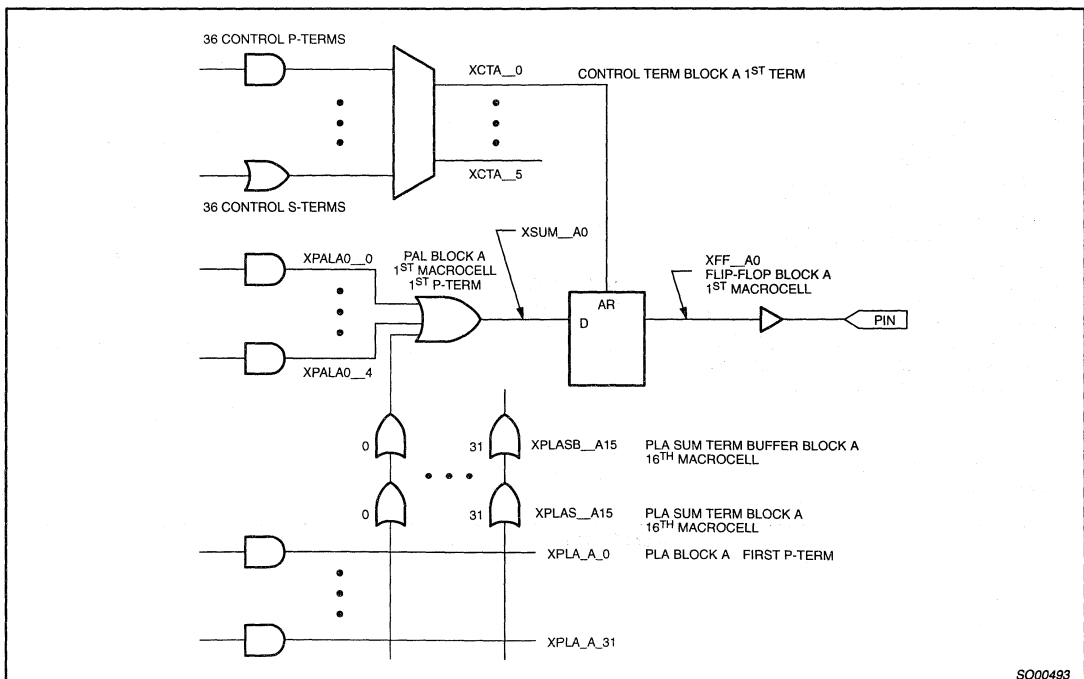 36 CONTROL P-TERMS
XCTA__0
CONTROL TERM BLOCK A 1ST TERM
XCTA__5
36 CONTROL S-TERMS
XSUM__A0
XPALA0__0
PAL BLOCK A
1ST MACROCELL
1ST P-TERM
XFF__A0
FLIP-FLOP BLOCK A
1ST MACROCELL
AR
D
PIN
XPALA0__4
0
31
XPLASB__A15
PLA SUM TERM BUFFER BLOCK A
16TH MACROCELL
0
31
XPLAS__A15
PLA SUM TERM BLOCK A
16TH MACROCELL
XPLA_A_0
PLA BLOCK A FIRST P-TERM
XPLA_A_31
SO00493